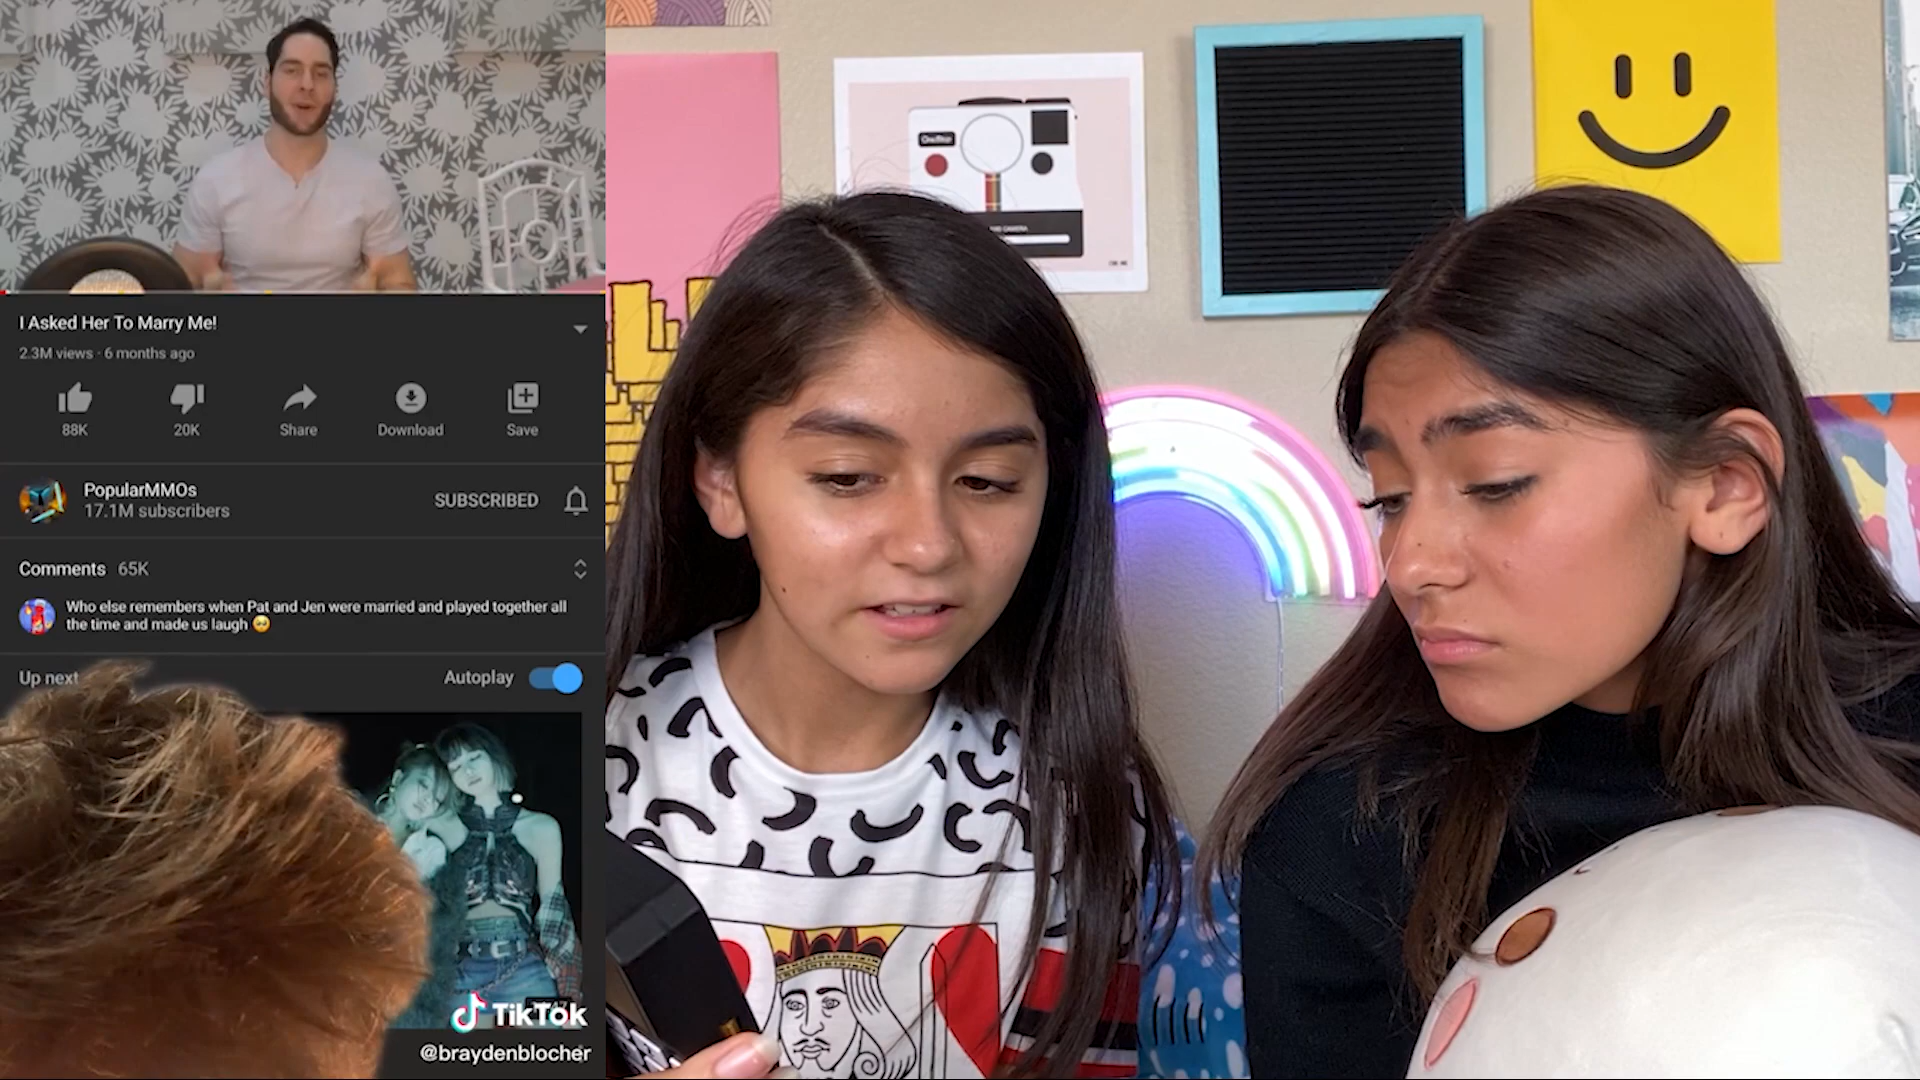 I Asked Her To Marry Me!
2.3M views · 6 months ago
88K
20K
Share
Download
Save
PopularMMOs
17.1M subscribers
SUBSCRIBED
Comments 65K
Who else remembers when Pat and Jen were married and played together all
the time and made us laugh 🥺
Up next
Autoplay
TikTok
@braydenblocher
OneStep